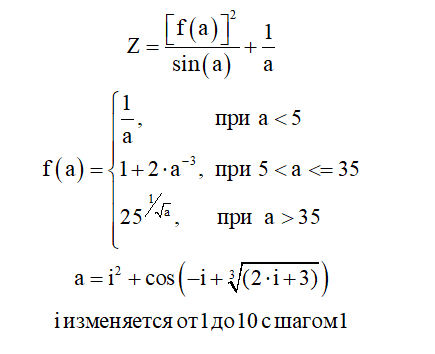 Z = [f(a)]² / sin(a) + 1/a
f(a) = {
1/a, при a < 5
1 + 2·a⁻³, при 5 < a <= 35
25^(1/√a), при a > 35
a = i² + cos(−i + ∛(2·i + 3))
i изменяется от 1 до 10 с шагом 1